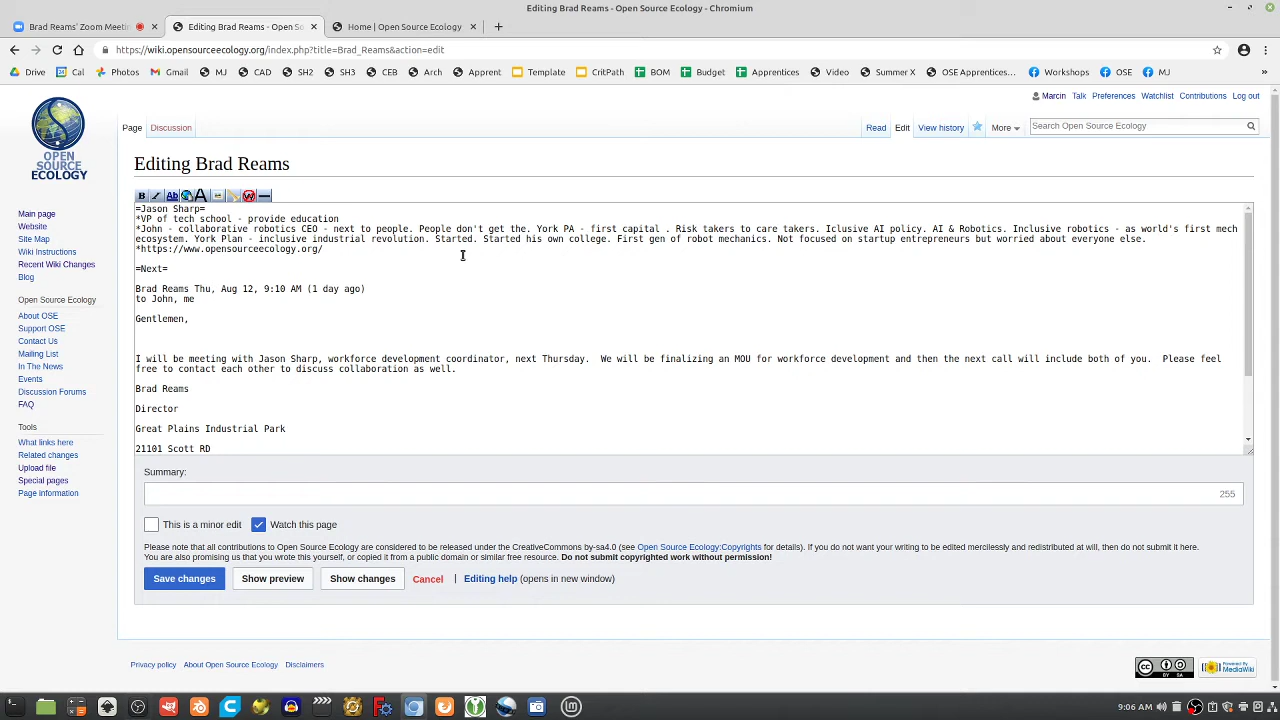 Editing Brad Reams - Open Source Ecology - Chromium
Brad Reams' Zoom Meetin
Editing Brad Reams - Open So
Home | Open Source Ecology
https://wiki.opensourceecology.org/index.php?title=Brad_Reams&action=edit
Drive Cal Photos Gmail MJ CAD SH2 SH3 CEB Arch Apprent Template CritPath BOM Budget Apprentices Video Summer X OSE Apprentices... Workshops OSE MJ
Marcin Talk Preferences Watchlist Contributions Log out
Page Discussion Read Edit View history More Search Open Source Ecology
OPEN
SOURCE
ECOLOGY
Main page
Website
Site Map
Wiki Instructions
Recent Wiki Changes
Blog
Open Source Ecology
About OSE
Support OSE
Contact Us
Mailing List
In The News
Events
Discussion Forums
FAQ
Tools
What links here
Related changes
Upload file
Special pages
Page information
Editing Brad Reams
B Ab A
=Jason Sharp=
*VP of tech school - provide education
*John - collaborative robotics CEO - next to people. People don't get the. York PA - first capital . Risk takers to care takers. Iclusive AI policy. AI & Robotics. Inclusive robotics - as world's first mech
ecosystem. York Plan - inclusive industrial revolution. Started. Started his own college. First gen of robot mechanics. Not focused on startup entrepreneurs but worried about everyone else.
*https://www.opensourceecology.org/
=Next=
Brad Reams Thu, Aug 12, 9:10 AM (1 day ago)
to John, me
Gentlemen,
I will be meeting with Jason Sharp, workforce development coordinator, next Thursday.  We will be finalizing an MOU for workforce development and then the next call will include both of you.  Please feel
free to contact each other to discuss collaboration as well.
Brad Reams
Director
Great Plains Industrial Park
21101 Scott RD
Summary:
255
This is a minor edit Watch this page
Please note that all contributions to Open Source Ecology are considered to be released under the CreativeCommons by-sa4.0 (see Open Source Ecology:Copyrights for details). If you do not want your writing to be edited mercilessly and redistributed at will, then do not submit it here.
You are also promising us that you wrote this yourself, or copied it from a public domain or similar free resource. Do not submit copyrighted work without permission!
Save changes Show preview Show changes Cancel | Editing help (opens in new window)
Privacy policy About Open Source Ecology Disclaimers
BY SA
Powered By
MediaWiki
9:06 AM